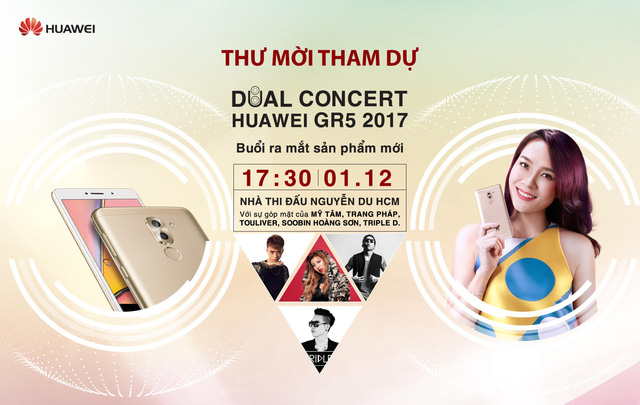 HUAWEI
THƯ MỜI THAM DỰ
DUAL CONCERT
HUAWEI GR5 2017
Buổi ra mắt sản phẩm mới
17:30 01.12
NHÀ THI ĐẤU NGUYỄN DU HCM
Với sự góp mặt của MỸ TÂM, TRANG PHÁP,
TOULIVER, SOOBIN HOÀNG SƠN, TRIPLE D.